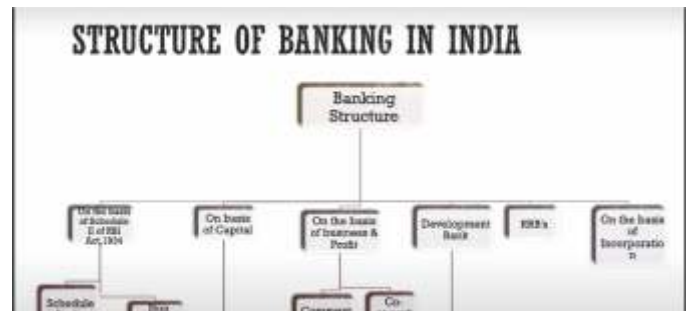 STRUCTURE OF BANKING IN INDIA
Banking
Structure
On the basis
of Schedule
II of RBI
Act,1934
On basis
of Capital
On the basis
of business &
Profit
Development
Bank
RRB's
On the basis
of
Incorporatio
n
Schedule
Co-